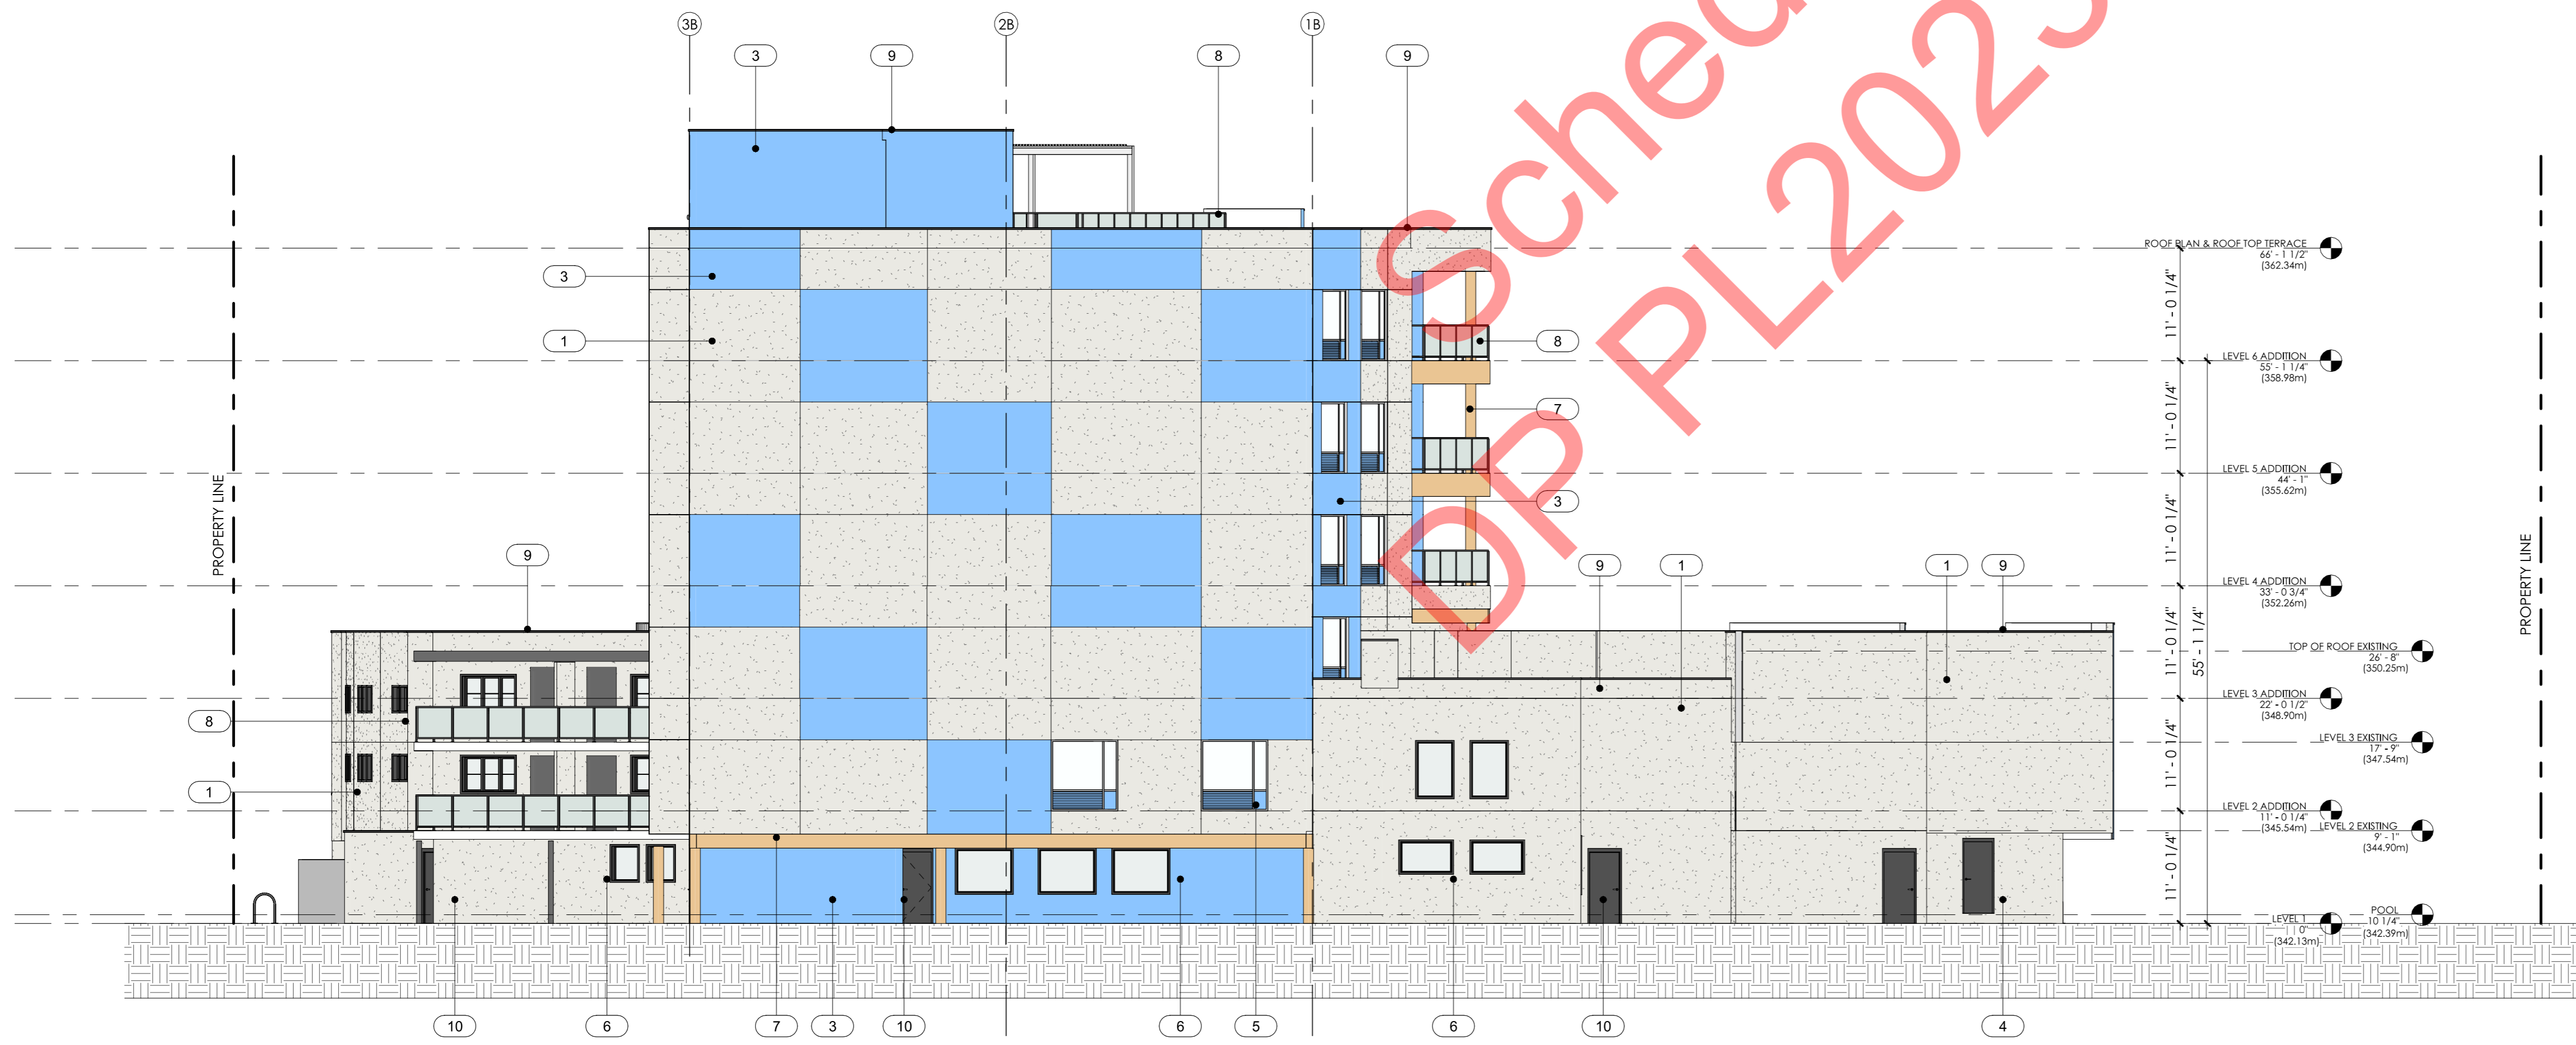 3B
2B
1B
3
9
8
9
Sched
DP PL2025
ROOF PLAN & ROOF TOP TERRACE
66' - 1 1/2"
(362.34m)
3
11' - 0 1/4"
1
8
LEVEL 6 ADDITION
55' - 1 1/4"
(358.98m)
7
11' - 0 1/4"
LEVEL 5 ADDITION
44' - 1"
(355.62m)
3
11' - 0 1/4"
PROPERTY LINE
PROPERTY LINE
9
9
1
1
9
LEVEL 4 ADDITION
33' - 0 3/4"
(352.26m)
11' - 0 1/4"
55' - 1 1/4"
TOP OF ROOF EXISTING
26' - 8"
(350.25m)
8
LEVEL 3 ADDITION
22' - 0 1/2"
(348.90m)
11' - 0 1/4"
LEVEL 3 EXISTING
17' - 9"
(347.54m)
1
LEVEL 2 ADDITION
11' - 0 1/4"
(345.54m)
LEVEL 2 EXISTING
9' - 1"
(344.90m)
11' - 0 1/4"
POOL
10 1/4"
(342.39m)
LEVEL 1
0"
(342.13m)
10
6
7
3
10
6
5
6
10
4